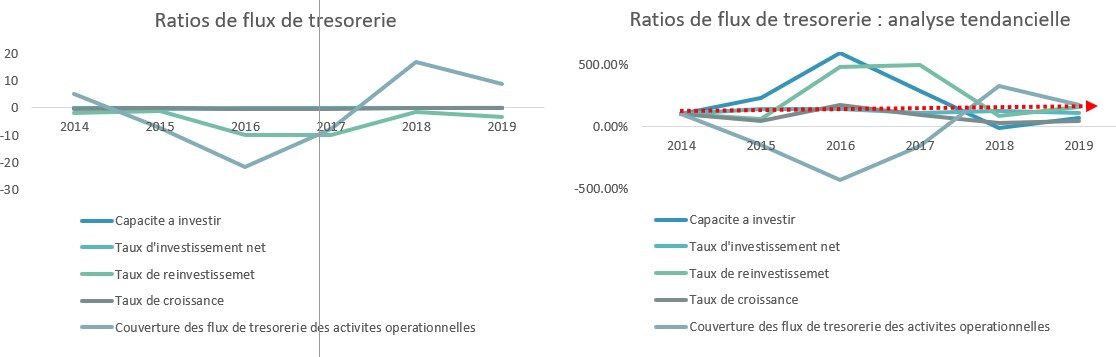 Ratios de flux de tresorerie
20
10
0
-10
-20
-30
2014 2015 2016 2017 2018 2019
Capacite a investir
Taux d'investissement net
Taux de reinvestissemet
Taux de croissance
Couverture des flux de tresorerie des activites operationnelles
Ratios de flux de tresorerie : analyse tendancielle
500.00%
0.00%
-500.00%
2014 2015 2016 2017 2018 2019
Capacite a investir
Taux d'investissement net
Taux de reinvestissemet
Taux de croissance
Couverture des flux de tresorerie des activites operationnelles